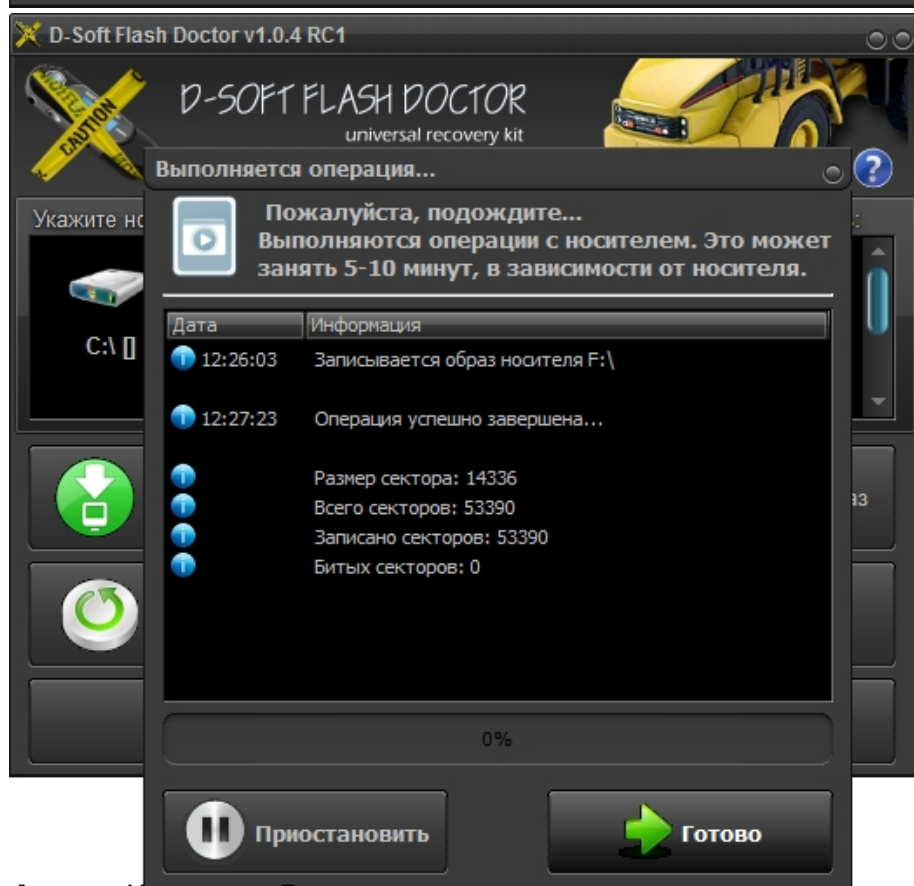 D-Soft Flash Doctor v1.0.4 RC1
D-SOFT FLASH DOCTOR
universal recovery kit
CAUTION
Выполняется операция...
?
Укажите но
Пожалуйста, подождите...
Выполняются операции с носителем. Это может
занять 5-10 минут, в зависимости от носителя.
C:\ []
Дата Информация
12:26:03 Записывается образ носителя F:\
12:27:23 Операция успешно завершена...
Размер сектора: 14336
Всего секторов: 53390
Записано секторов: 53390
Битых секторов: 0
аз
0%
Приостановить
Готово